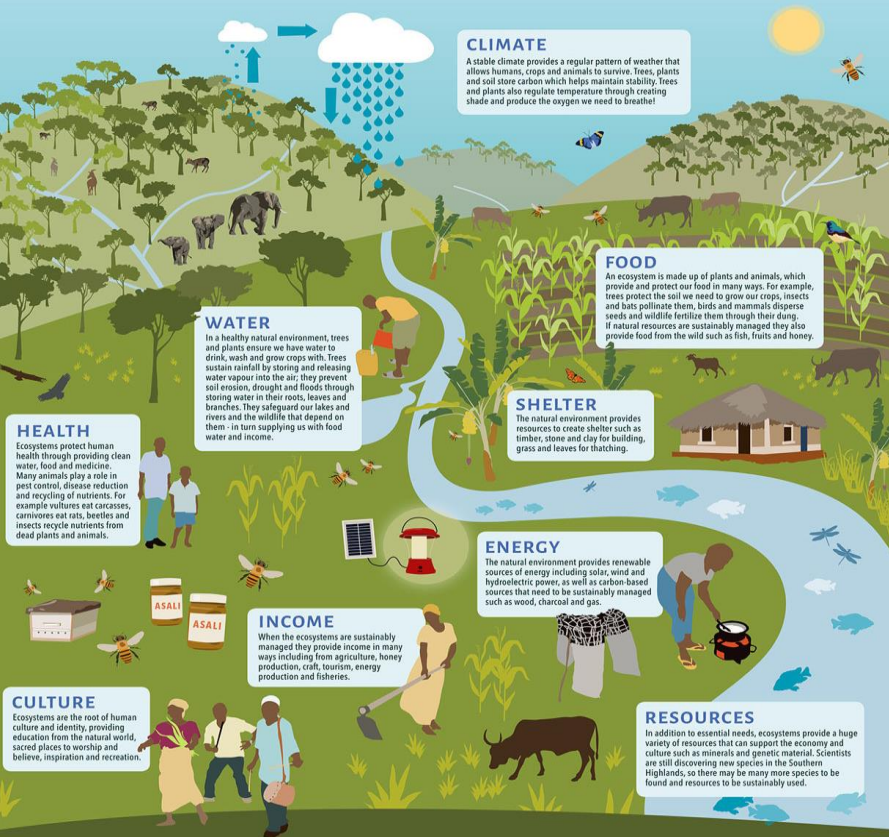 CLIMATE
A stable climate provides a regular pattern of weather that
allows humans, crops and animals to survive. Trees, plants
and soil store carbon which helps maintain stability. Trees
and plants also regulate temperature through creating
shade and produce the oxygen we need to breathe!
FOOD
An ecosystem is made up of plants and animals, which
provide and protect our food in many ways. For example,
trees protect the soil we need to grow our crops, insects
and bats pollinate them, birds and mammals disperse
seeds and wildlife fertilize them through their dung.
If natural resources are sustainably managed they also
provide food from the wild such as fish, fruits and honey.
WATER
In a healthy natural environment, trees
and plants ensure we have water to
drink, wash and grow crops with. Trees
sustain rainfall by storing and releasing
water vapour into the air; they prevent
soil erosion, drought and floods through
storing water in their roots, leaves and
branches. They safeguard our lakes and
rivers and the wildlife that depend on
them - in turn supplying us with food
water and income.
SHELTER
The natural environment provides
resources to create shelter such as
timber, stone and clay for building,
grass and leaves for thatching.
HEALTH
Ecosystems protect human
health through providing clean
water, food and medicine.
Many animals play a role in
pest control, disease reduction
and recycling of nutrients. For
example vultures eat carcasses,
carnivores eat rats, beetles and
insects recycle nutrients from
dead plants and animals.
ENERGY
The natural environment provides renewable
sources of energy including solar, wind and
hydroelectric power, as well as carbon-based
sources that need to be sustainably managed
such as wood, charcoal and gas.
ASALI
ASALI
INCOME
When the ecosystems are sustainably
managed they provide income in many
ways including from agriculture, honey
production, craft, tourism, energy
production and fisheries.
CULTURE
Ecosystems are the root of human
culture and identity, providing
education from the natural world,
sacred places to worship and
believe, inspiration and recreation.
RESOURCES
In addition to essential needs, ecosystems provide a huge
variety of resources that can support the economy and
culture such as minerals and genetic material. Scientists
are still discovering new species in the Southern
Highlands, so there may be many more species to be
found and resources to be sustainably used.